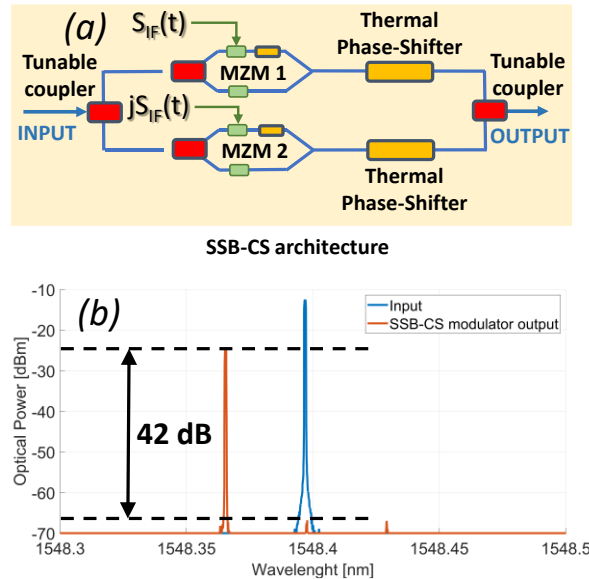 (a)
S_IF(t)
Thermal
Phase-Shifter
Tunable
coupler
Tunable
coupler
MZM 1
jS_IF(t)
INPUT
OUTPUT
MZM 2
Thermal
Phase-Shifter
SSB-CS architecture
(b)
-10
-20
-30
-40
-50
-60
-70
Optical Power [dBm]
Input
SSB-CS modulator output
42 dB
1548.3
1548.35
1548.4
1548.45
1548.5
Wavelenght [nm]